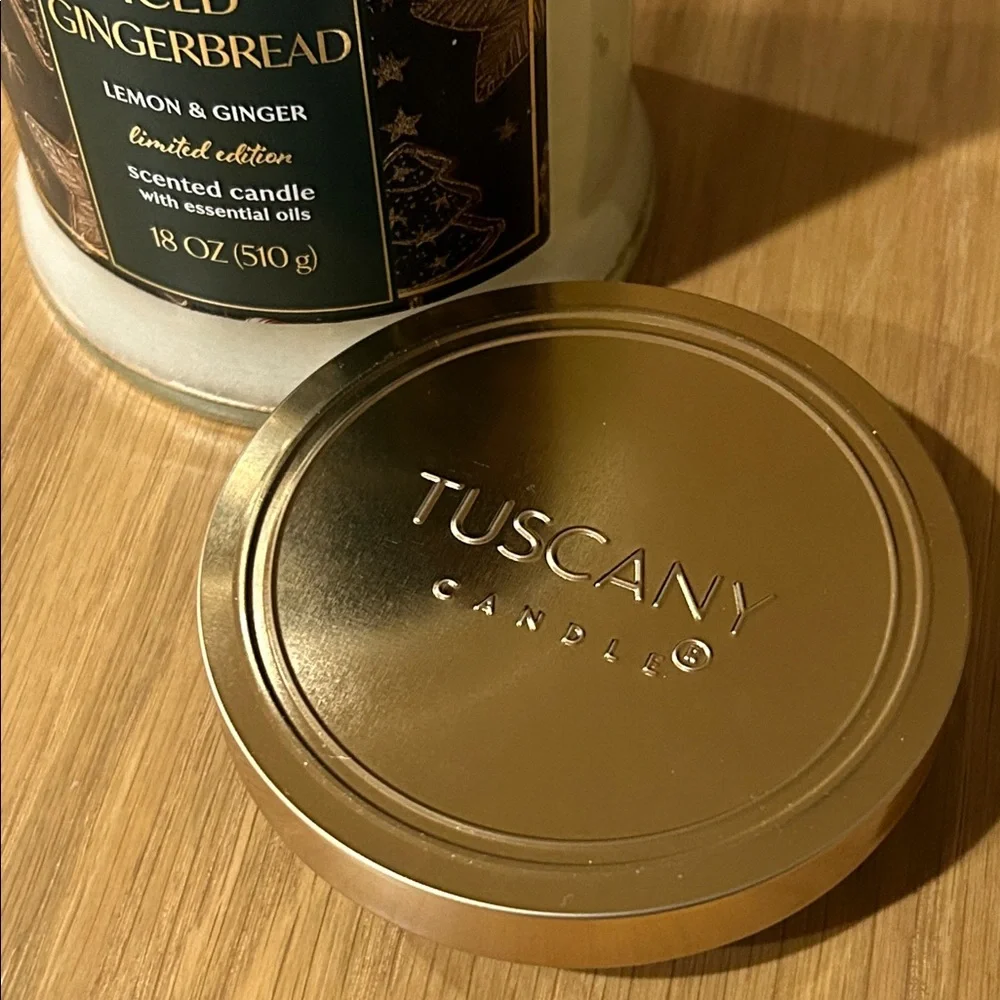 GINGERBREAD
LEMON & GINGER
limited edition
scented candle
with essential oils
18 OZ (510 g)
TUSCANY
CANDLE®